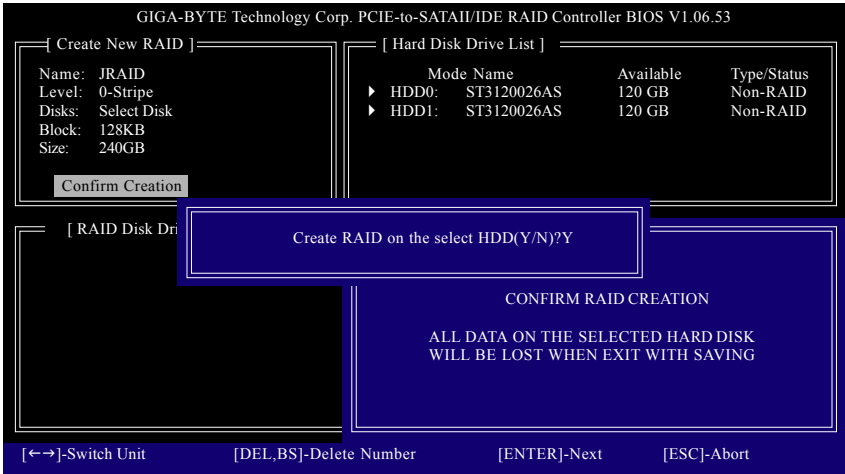 GIGA-BYTE Technology Corp. PCIE-to-SATAII/IDE RAID Controller BIOS V1.06.53
[ Create New RAID ]
Name: JRAID
Level: 0-Stripe
Disks: Select Disk
Block: 128KB
Size: 240GB
Confirm Creation
[ Hard Disk Drive List ]
Mode Name Available Type/Status
HDD0: ST3120026AS 120 GB Non-RAID
HDD1: ST3120026AS 120 GB Non-RAID
[ RAID Disk Dri
Create RAID on the select HDD(Y/N)?Y
CONFIRM RAID CREATION
ALL DATA ON THE SELECTED HARD DISK
WILL BE LOST WHEN EXIT WITH SAVING
[←→]-Switch Unit [DEL,BS]-Delete Number [ENTER]-Next [ESC]-Abort